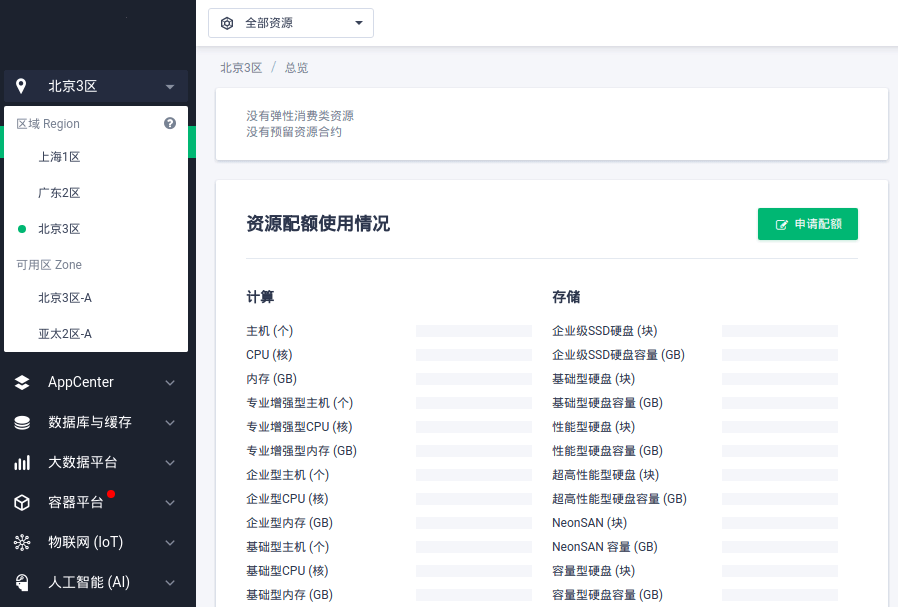 全部资源
北京3区
北京3区 / 总览
区域 Region
?
上海1区
广东2区
北京3区
可用区 Zone
北京3区-A
亚太2区-A
AppCenter
数据库与缓存
大数据平台
容器平台
物联网 (IoT)
人工智能 (AI)
没有弹性消费类资源
没有预留资源合约
资源配额使用情况
申请配额
计算
主机 (个)
CPU (核)
内存 (GB)
专业增强型主机 (个)
专业增强型CPU (核)
专业增强型内存 (GB)
企业型主机 (个)
企业型CPU (核)
企业型内存 (GB)
基础型主机 (个)
基础型CPU (核)
基础型内存 (GB)
存储
企业级SSD硬盘 (块)
企业级SSD硬盘容量 (GB)
基础型硬盘 (块)
基础型硬盘容量 (GB)
性能型硬盘 (块)
性能型硬盘容量 (GB)
超高性能型硬盘 (块)
超高性能型硬盘容量 (GB)
NeonSAN (块)
NeonSAN 容量 (GB)
容量型硬盘 (块)
容量型硬盘容量 (GB)